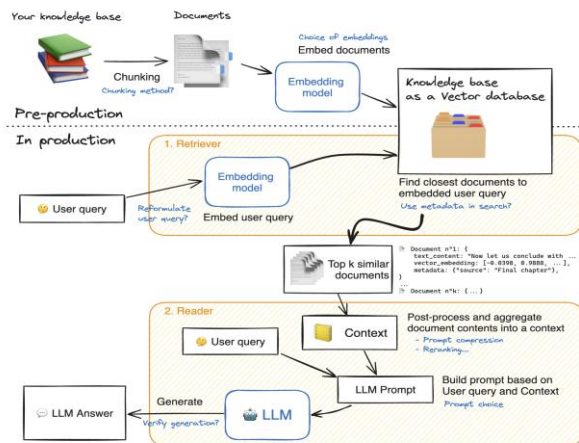 Your knowledge base
Documents
Chunking
Chunking method?
Choice of embeddings
Embed documents
Embedding
model
Knowledge base
as a Vector database
Pre-production
In production
1. Retriever
Embedding
model
🤔 User query
Reformulate
user query?
Embed user query
Find closest documents to
embedded user query
Use metadata in search?
Top k similar
documents
Document n°1: {
text_content: "Now let us conclude with ...
vector_embedding: [-0.0398, 0.9888, ...],
metadata: {"source": "Final chapter"},
}
...
Document n°k: {...}
2. Reader
Context
Post-process and aggregate
document contents into a context
- Prompt compression
- Reranking...
🤔 User query
LLM Prompt
Build prompt based on
User query and Context
Prompt choice
LLM
Generate
Verify generation?
💬 LLM Answer